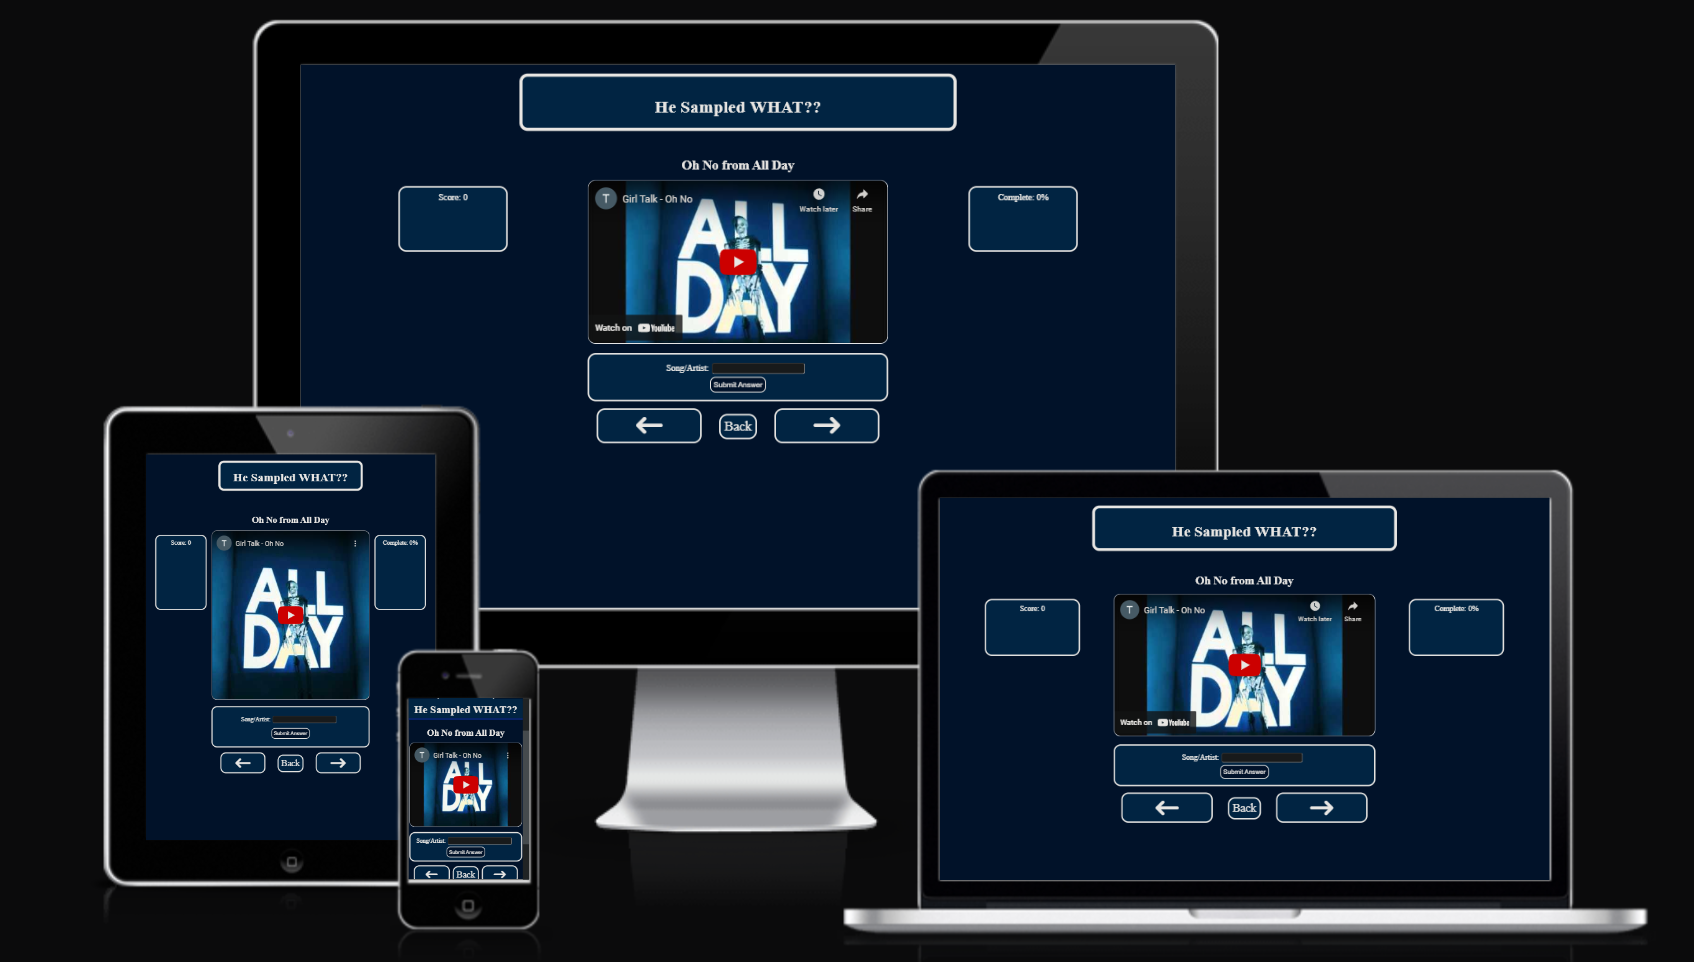 He Sampled WHAT??
Oh No from All Day
Score: 0
T Girl Talk - Oh No
Watch later
Share
Complete: 0%
ALL
DAY
Watch on YouTube
Song/Artist:
Submit Answer
Back
He Sampled WHAT??
Oh No from All Day
Score: 0
T Girl Talk - Oh No
Complete: 0%
ALL
DAY
Song/Artist:
Submit Answer
Back
He Sampled WHAT??
Oh No from All Day
T Girl Talk - Oh No
ALL
DAY
Song/Artist:
Submit Answer
Back
He Sampled WHAT??
Oh No from All Day
Score: 0
T Girl Talk - Oh No
Watch later
Share
Complete: 0%
ALL
DAY
Watch on YouTube
Song/Artist:
Submit Answer
Back